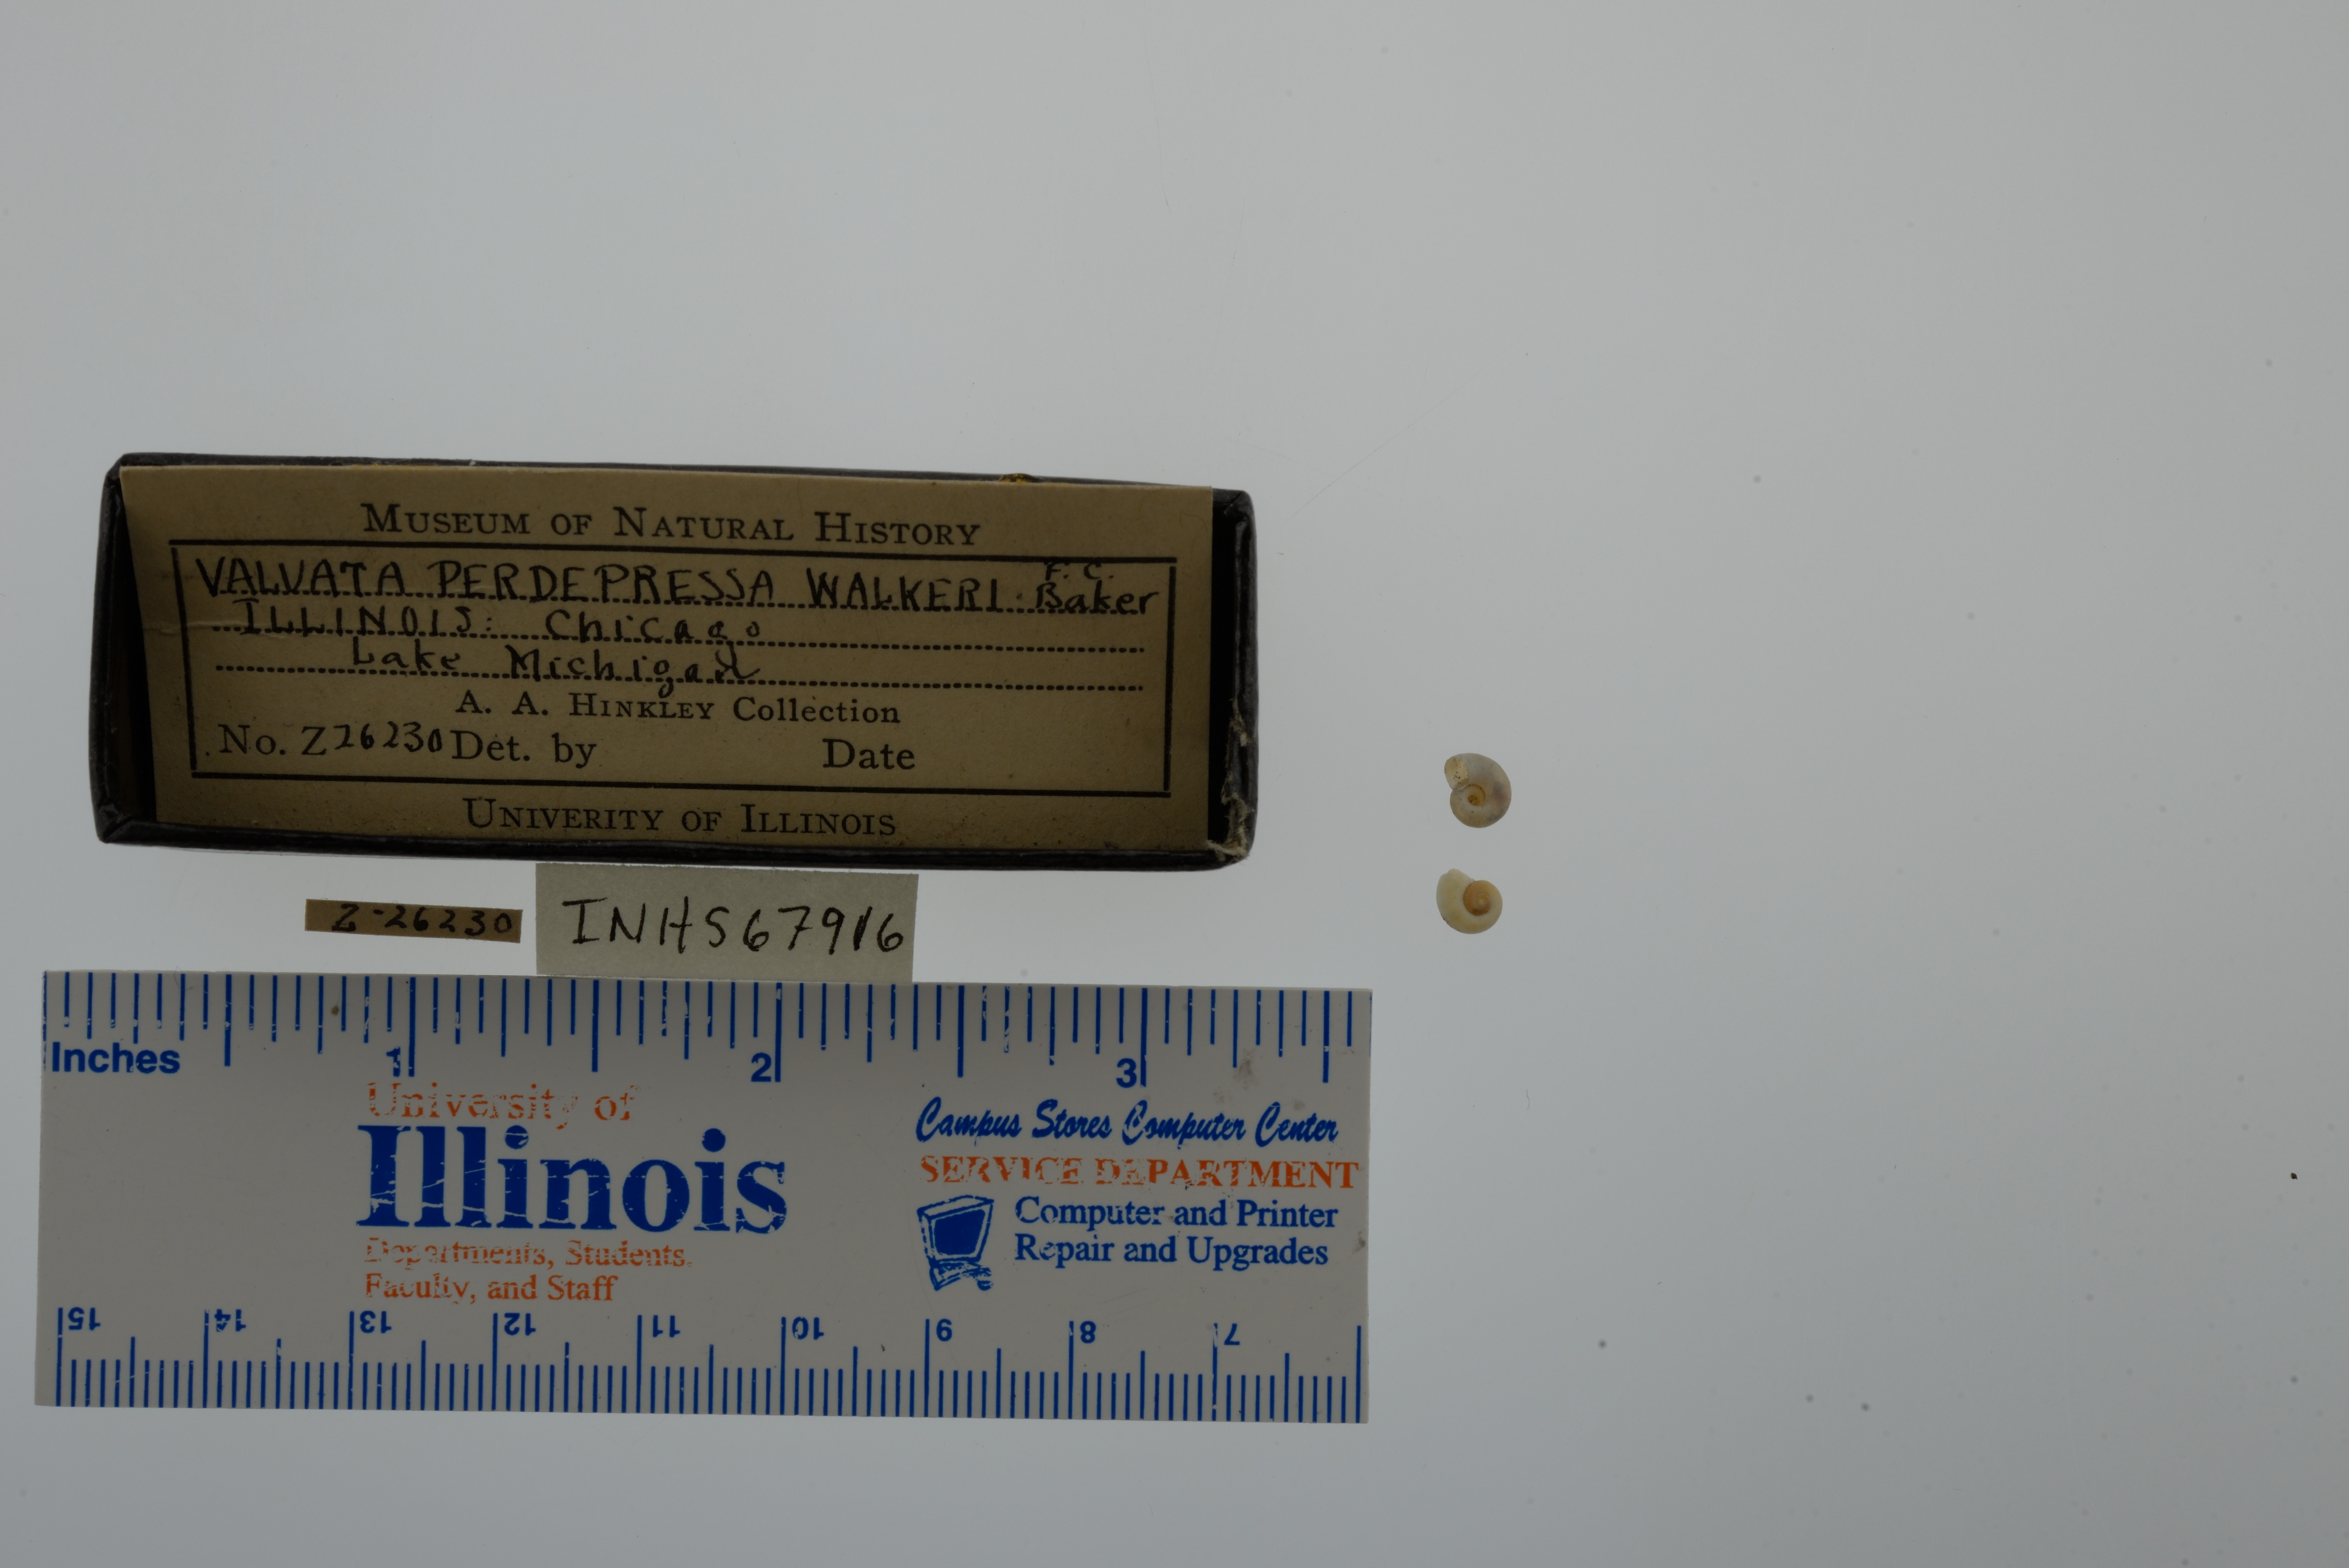 MUSEUM OF NATURAL HISTORY
VALVATA PERDEPRESSA WALKERI F. C. Baker
ILLINOIS: Chicago
Lake Michigan
A. A. HINKLEY Collection
No. Z26230 Det. by Date
UNIVERITY OF ILLINOIS
Z-26230
INHS67916
Inches 1 2 3
University of
Illinois
Departments, Students,
Faculty, and Staff
Campus Stores Computer Center
SERVICE DEPARTMENT
Computer and Printer
Repair and Upgrades
15 14 13 12 11 10 9 8 7